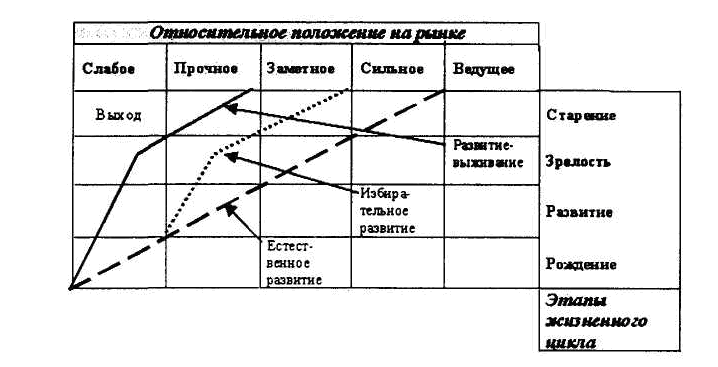 Относительное положение на рынке
Слабое Прочное Заметное Сильное Ведущее
Выход
Старение
Развитие-
выживание
Зрелость
Избира-
тельное
развитие
Развитие
Естест-
венное
развитие
Рождение
Этапы
жизненного
цикла